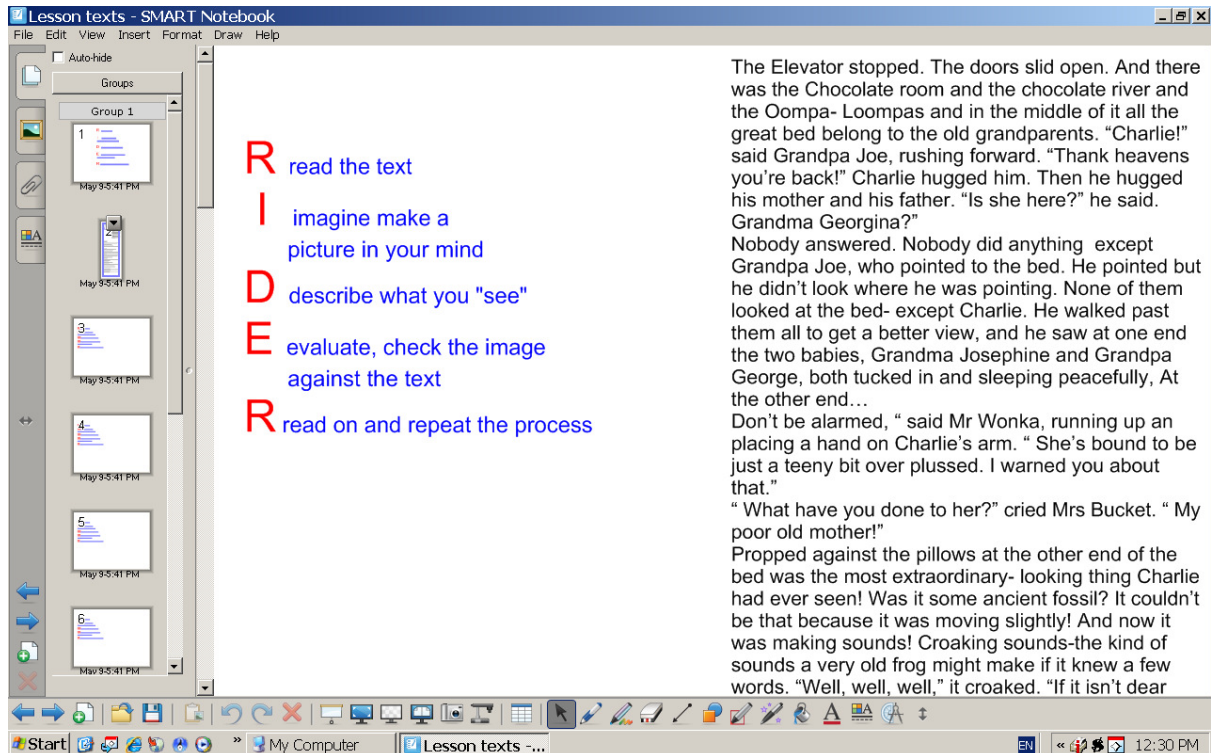 Lesson texts - SMART Notebook
File Edit View Insert Format Draw Help
Auto-hide
Groups
Group 1
1
May 9-5:41 PM
2
May 9-5:41 PM
3
May 9-5:41 PM
4
May 9-5:41 PM
5
May 9-5:41 PM
6
May 9-5:41 PM
R read the text
I imagine make a
picture in your mind
D describe what you "see"
E evaluate, check the image
against the text
R read on and repeat the process
The Elevator stopped. The doors slid open. And there
was the Chocolate room and the chocolate river and
the Oompa- Loompas and in the middle of it all the
great bed belong to the old grandparents. “Charlie!”
said Grandpa Joe, rushing forward. “Thank heavens
you’re back!” Charlie hugged him. Then he hugged
his mother and his father. “Is she here?” he said.
Grandma Georgina?”
Nobody answered. Nobody did anything except
Grandpa Joe, who pointed to the bed. He pointed but
he didn’t look where he was pointing. None of them
looked at the bed- except Charlie. He walked past
them all to get a better view, and he saw at one end
the two babies, Grandma Josephine and Grandpa
George, both tucked in and sleeping peacefully, At
the other end…
Don’t be alarmed, “ said Mr Wonka, running up an
placing a hand on Charlie’s arm. “ She’s bound to be
just a teeny bit over plussed. I warned you about
that.”
“ What have you done to her?” cried Mrs Bucket. “ My
poor old mother!”
Propped against the pillows at the other end of the
bed was the most extraordinary- looking thing Charlie
had ever seen! Was it some ancient fossil? It couldn’t
be that because it was moving slightly! And now it
was making sounds! Croaking sounds-the kind of
sounds a very old frog might make if it knew a few
words. “Well, well, well,” it croaked. “If it isn’t dear
Start
My Computer
Lesson texts -...
EN
12:30 PM